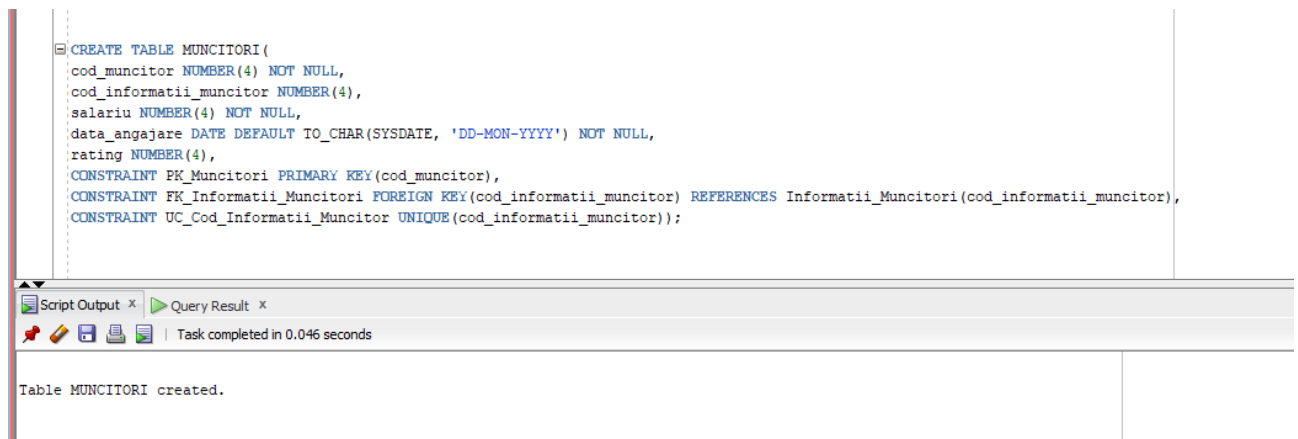 CREATE TABLE MUNCITORI(
cod_muncitor NUMBER(4) NOT NULL,
cod_informatii_muncitor NUMBER(4),
salariu NUMBER(4) NOT NULL,
data_angajare DATE DEFAULT TO_CHAR(SYSDATE, 'DD-MON-YYYY') NOT NULL,
rating NUMBER(4),
CONSTRAINT PK_Muncitori PRIMARY KEY(cod_muncitor),
CONSTRAINT FK_Informatii_Muncitori FOREIGN KEY(cod_informatii_muncitor) REFERENCES Informatii_Muncitori(cod_informatii_muncitor),
CONSTRAINT UC_Cod_Informatii_Muncitor UNIQUE(cod_informatii_muncitor));
Script Output x Query Result x
Task completed in 0.046 seconds
Table MUNCITORI created.